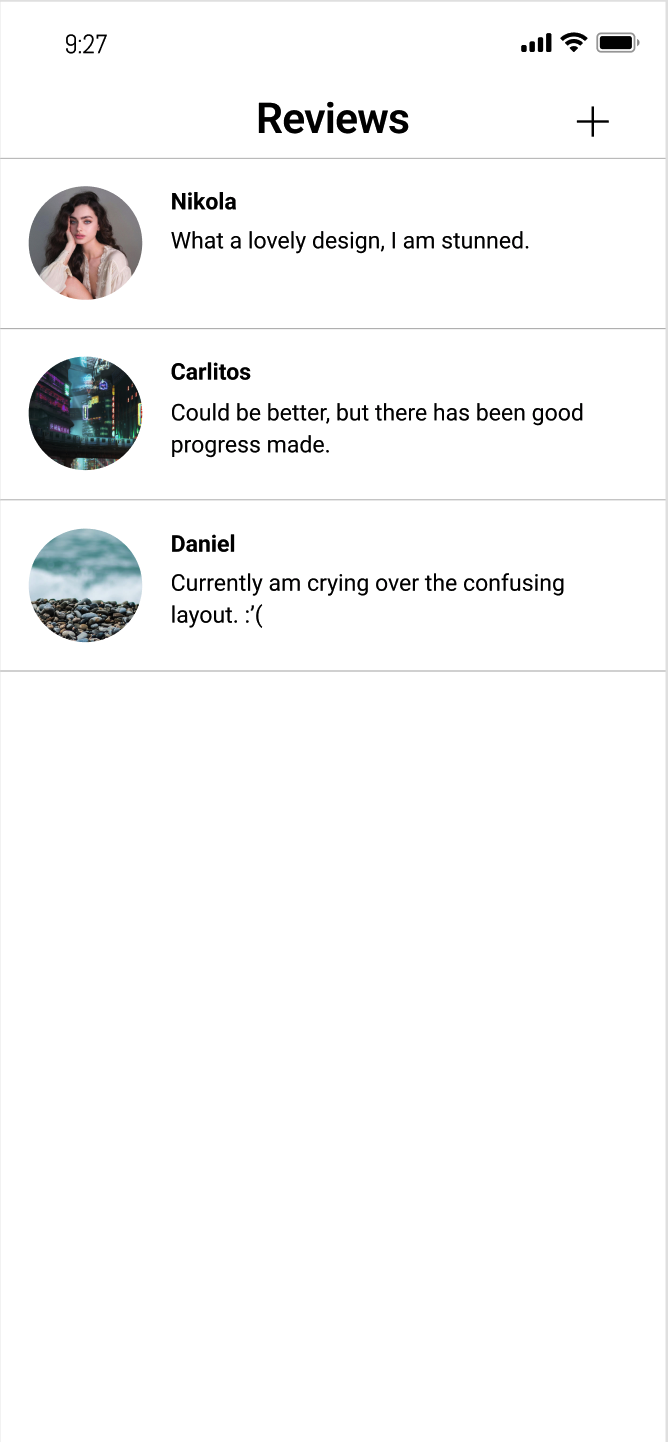 9:27
Reviews
Nikola
What a lovely design, I am stunned.
Carlitos
Could be better, but there has been good
progress made.
Daniel
Currently am crying over the confusing
layout. :’(